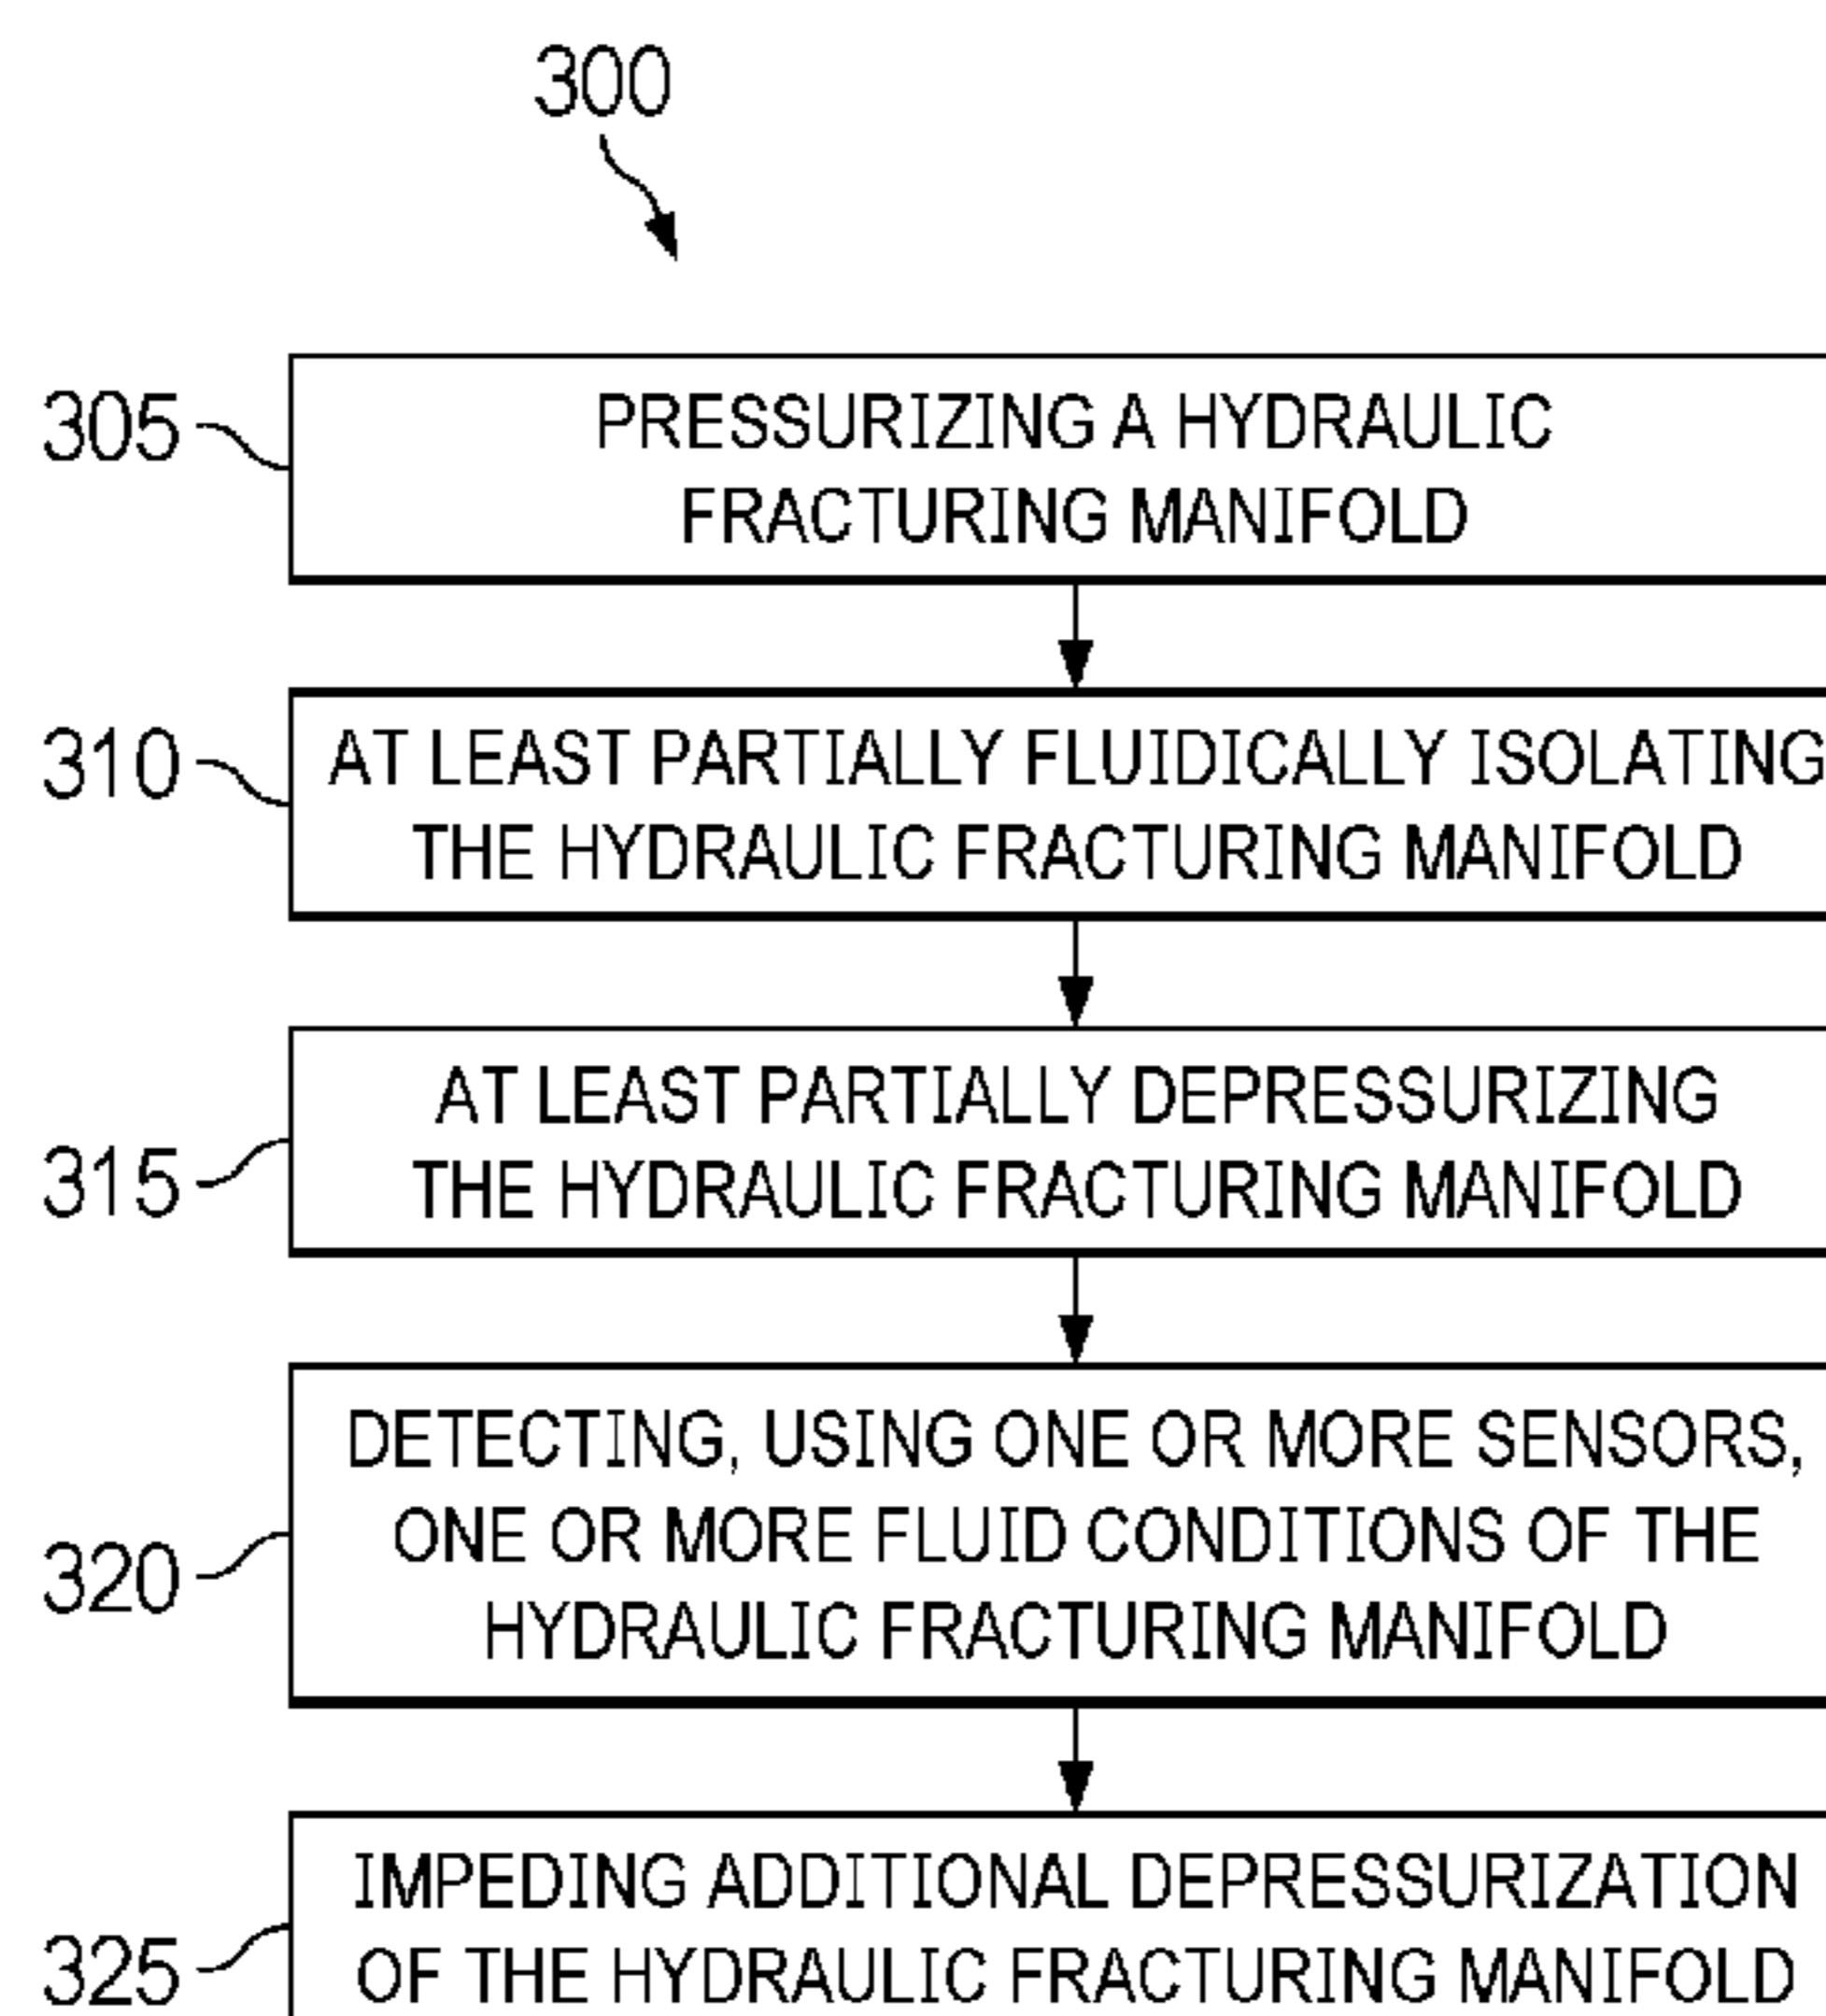 300
305
PRESSURIZING A HYDRAULIC
FRACTURING MANIFOLD
310
AT LEAST PARTIALLY FLUIDICALLY ISOLATING
THE HYDRAULIC FRACTURING MANIFOLD
315
AT LEAST PARTIALLY DEPRESSURIZING
THE HYDRAULIC FRACTURING MANIFOLD
320
DETECTING, USING ONE OR MORE SENSORS,
ONE OR MORE FLUID CONDITIONS OF THE
HYDRAULIC FRACTURING MANIFOLD
325
IMPEDING ADDITIONAL DEPRESSURIZATION
OF THE HYDRAULIC FRACTURING MANIFOLD